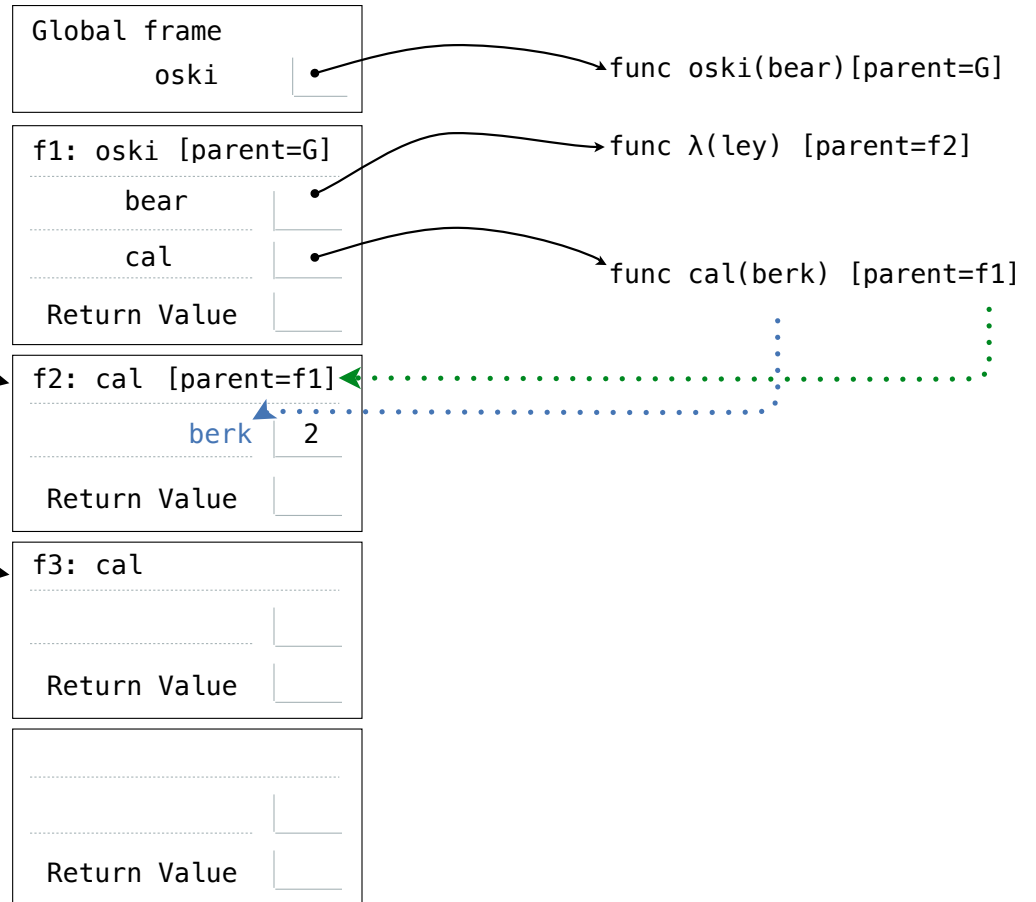 Global frame
oski
func oski(bear)[parent=G]
f1: oski [parent=G]
func λ(ley) [parent=f2]
bear
cal
func cal(berk) [parent=f1]
Return Value
f2: cal [parent=f1]
berk 2
Return Value
f3: cal
Return Value
Return Value